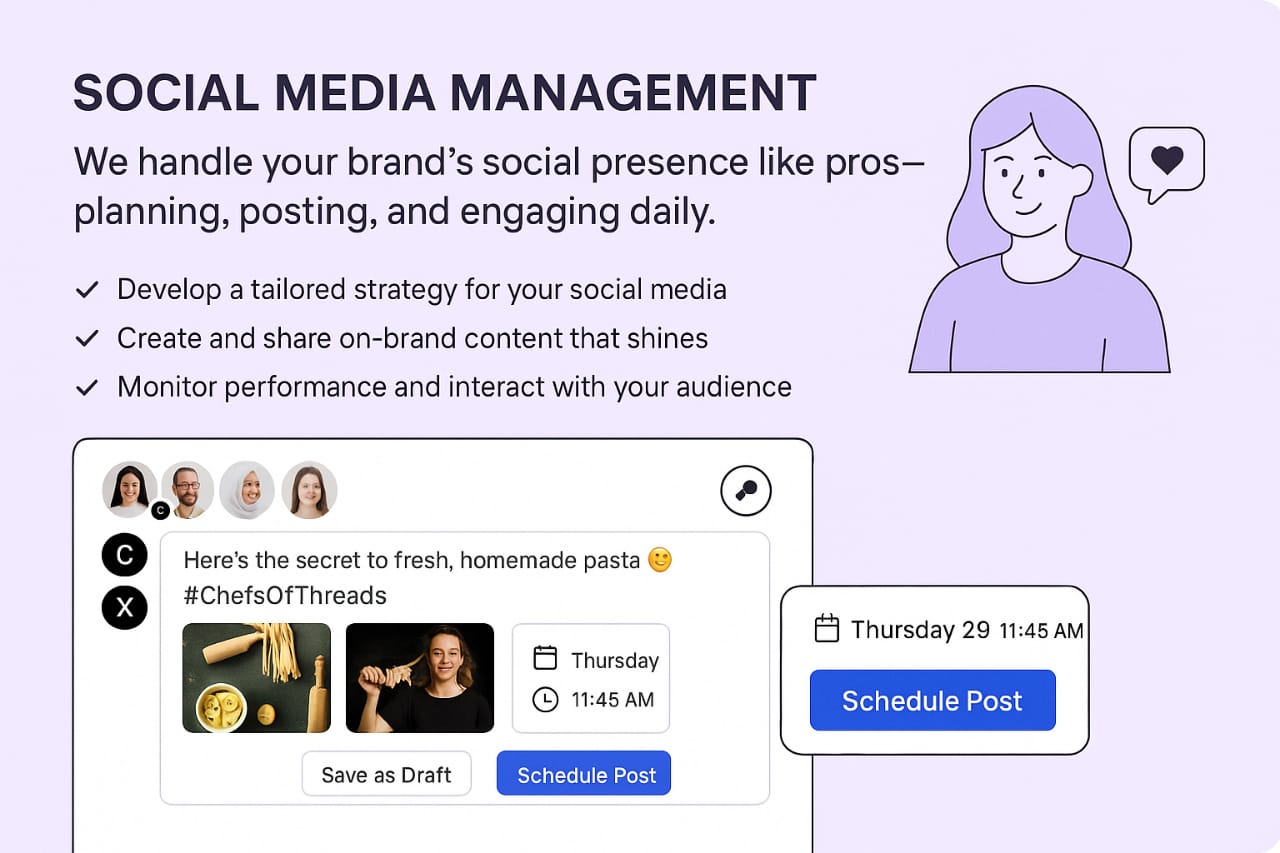 SOCIAL MEDIA MANAGEMENT
We handle your brand’s social presence like pros—
planning, posting, and engaging daily.
Develop a tailored strategy for your social media
Create and share on-brand content that shines
Monitor performance and interact with your audience
C
C
X
Here’s the secret to fresh, homemade pasta 😉
#ChefsOfThreads
Thursday
11:45 AM
Save as Draft
Schedule Post
Thursday 29 11:45 AM
Schedule Post